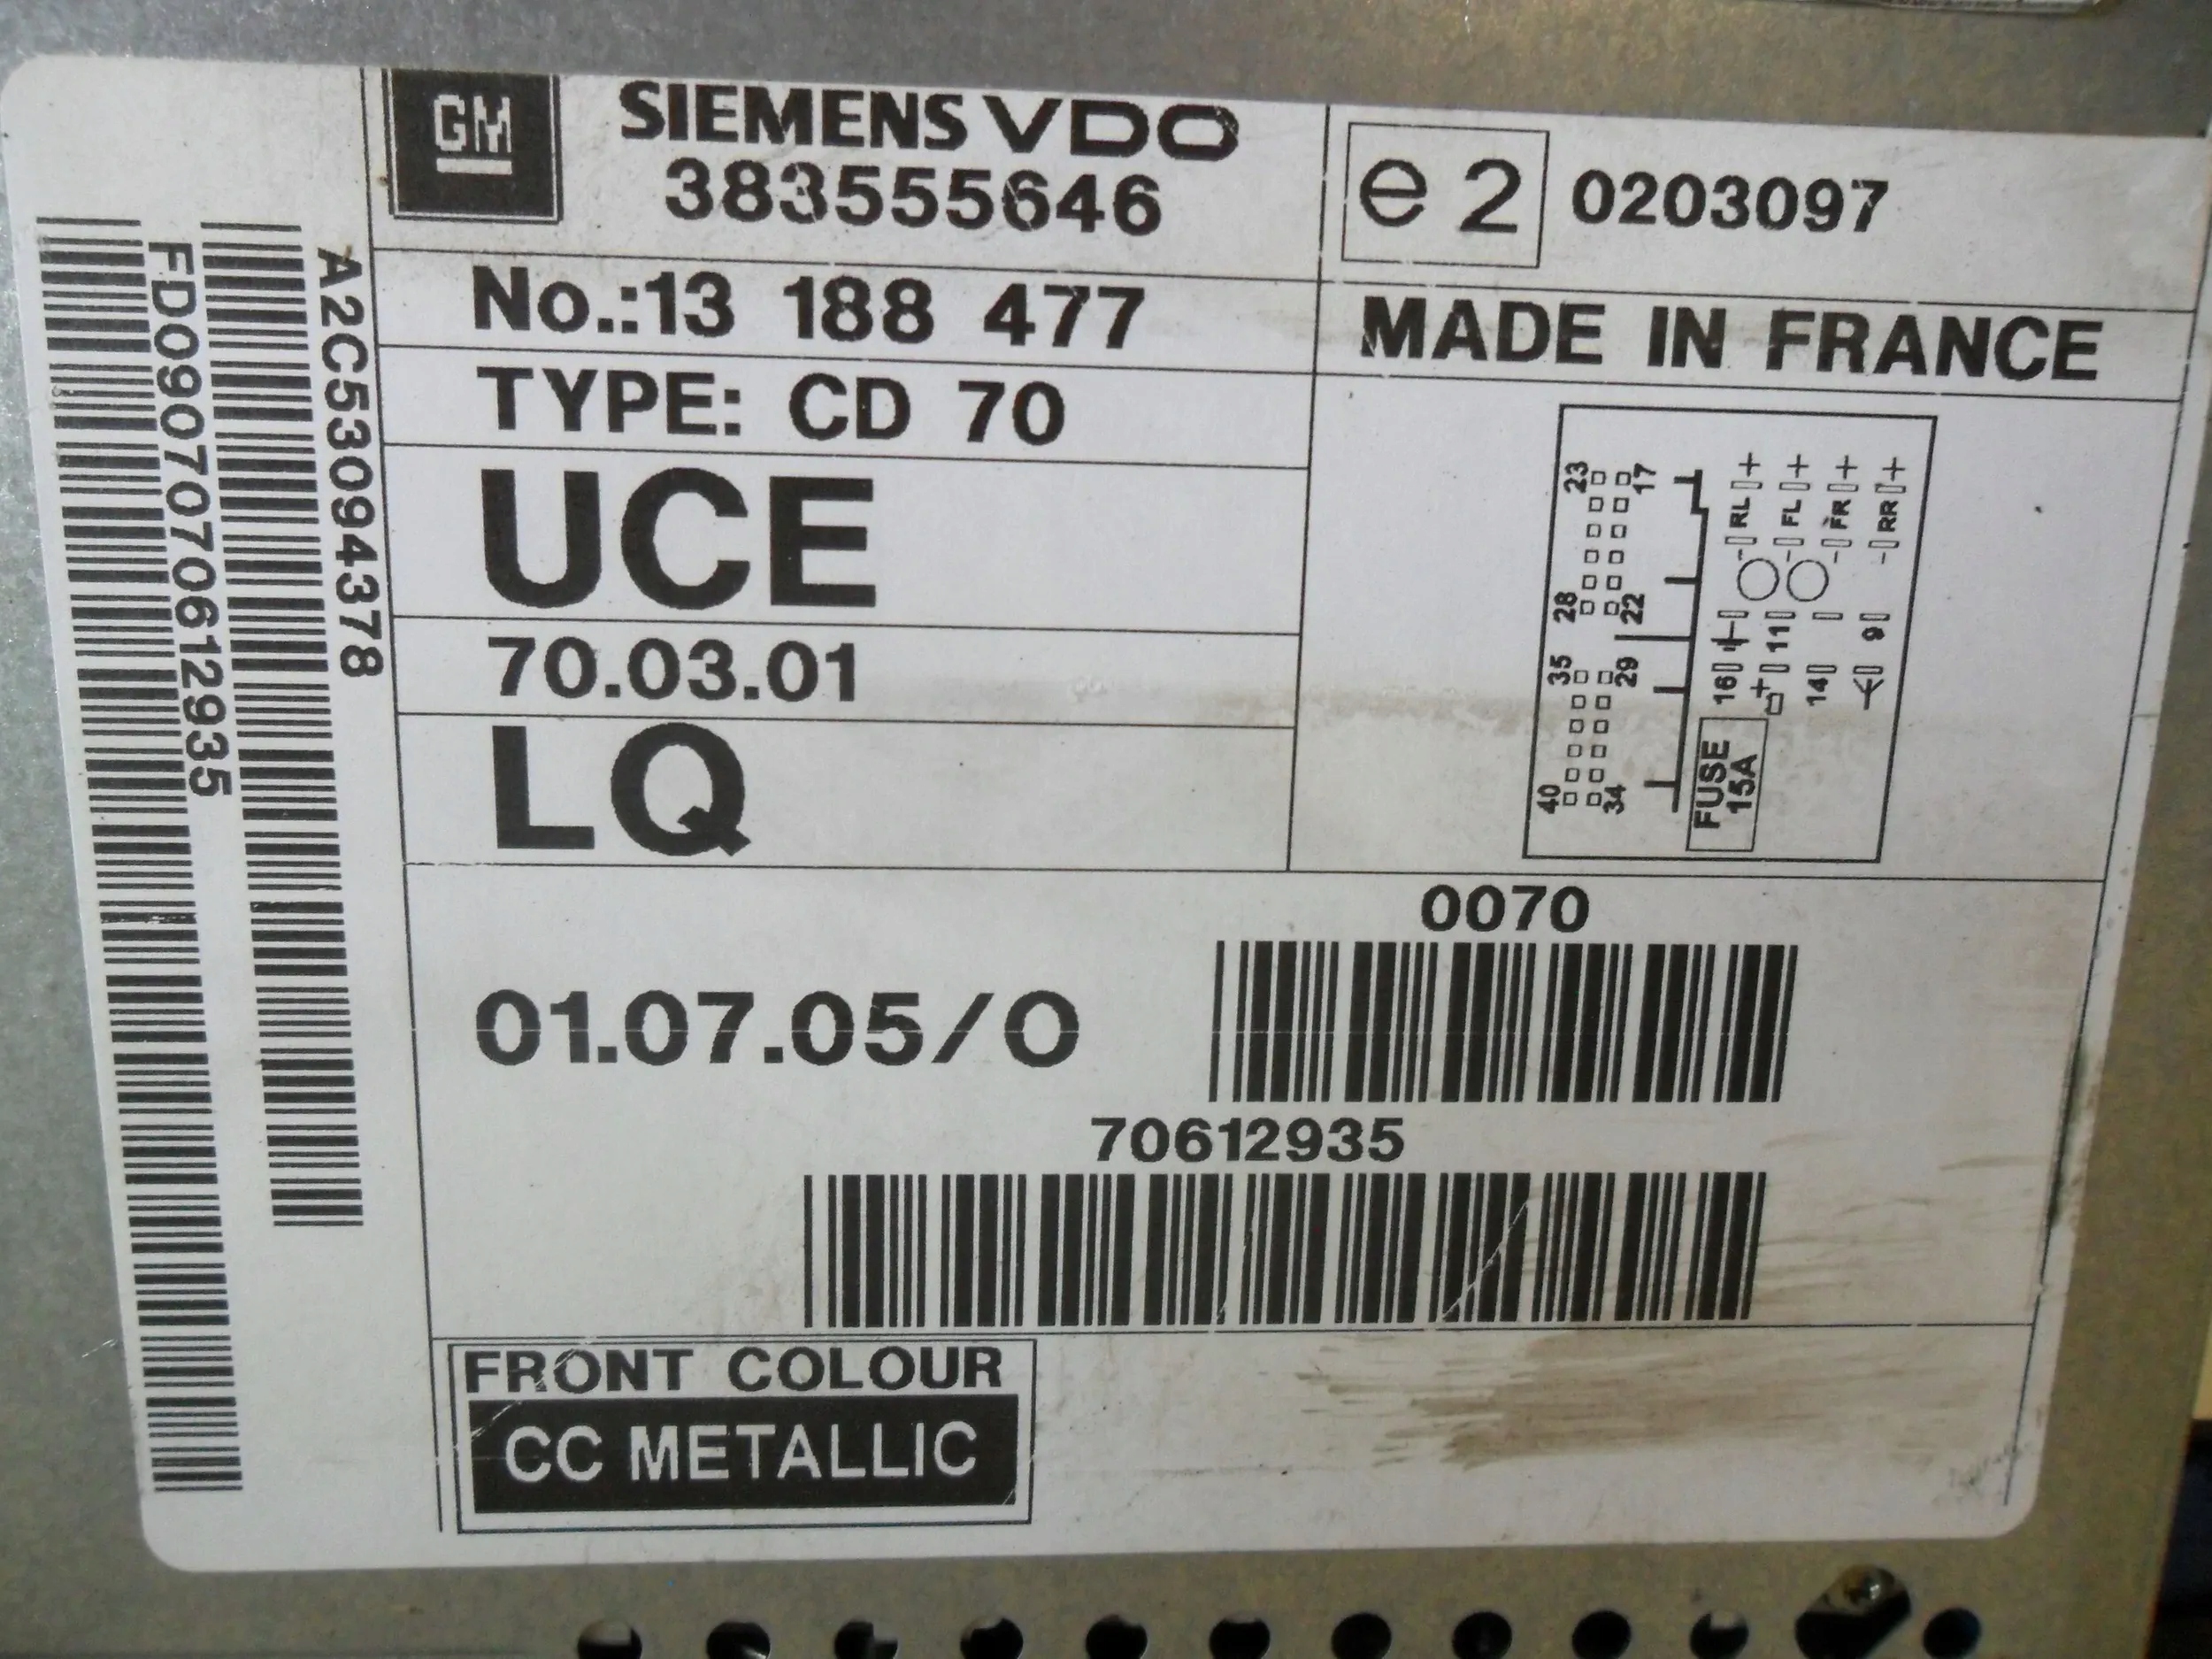 GM
SIEMENS VDO
383555646
e2 0203097
No.:13 188 477
MADE IN FRANCE
TYPE: CD 70
UCE
70.03.01
LQ
23 17
28 22
35 29
40 34
RL + -
FL + -
FR + -
RR + -
16 11 14 9
FUSE
15A
0070
01.07.05/O
70612935
FRONT COLOUR
CC METALLIC
A2C53094378
FD0907070612935